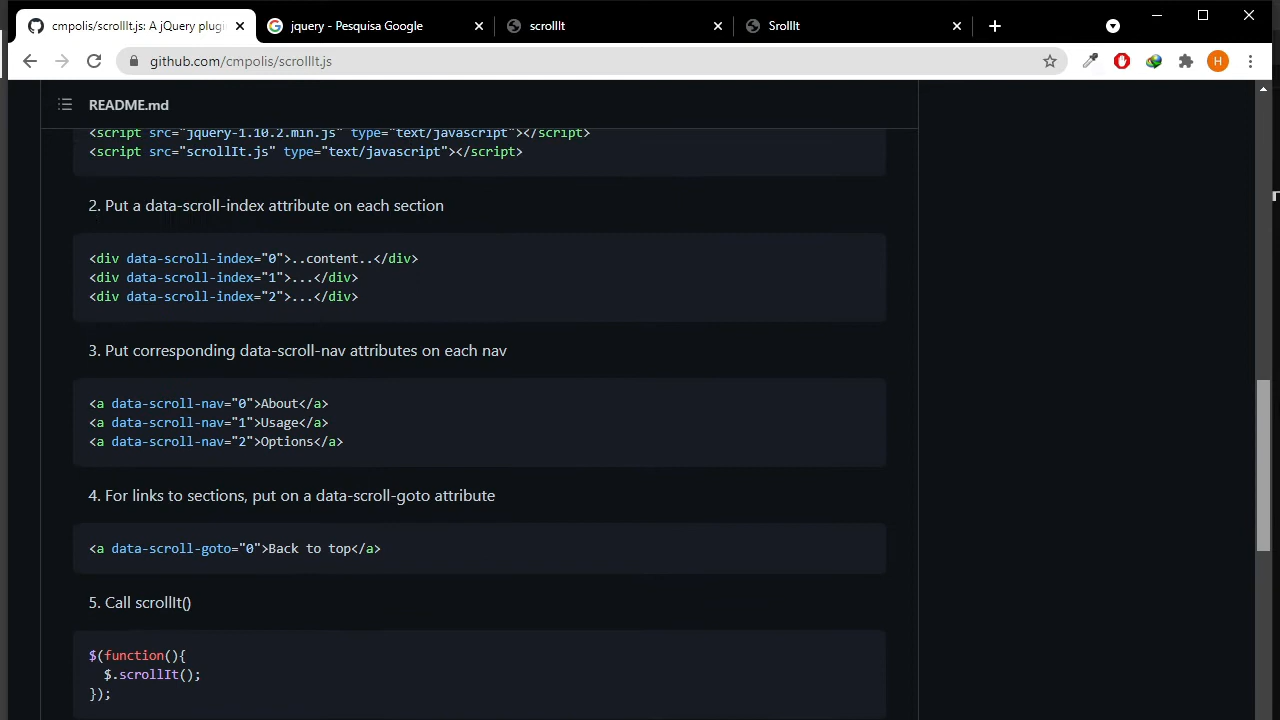 cmpolis/scrollIt.js: A jQuery plugi
jquery - Pesquisa Google
scrollIt
SrollIt
github.com/cmpolis/scrollIt.js
H
README.md
<script src="jquery-1.10.2.min.js" type="text/javascript"></script>
<script src="scrollIt.js" type="text/javascript"></script>
2. Put a data-scroll-index attribute on each section
<div data-scroll-index="0">..content..</div>
<div data-scroll-index="1">...</div>
<div data-scroll-index="2">...</div>
3. Put corresponding data-scroll-nav attributes on each nav
<a data-scroll-nav="0">About</a>
<a data-scroll-nav="1">Usage</a>
<a data-scroll-nav="2">Options</a>
4. For links to sections, put on a data-scroll-goto attribute
<a data-scroll-goto="0">Back to top</a>
5. Call scrollIt()
$(function(){
  $.scrollIt();
});